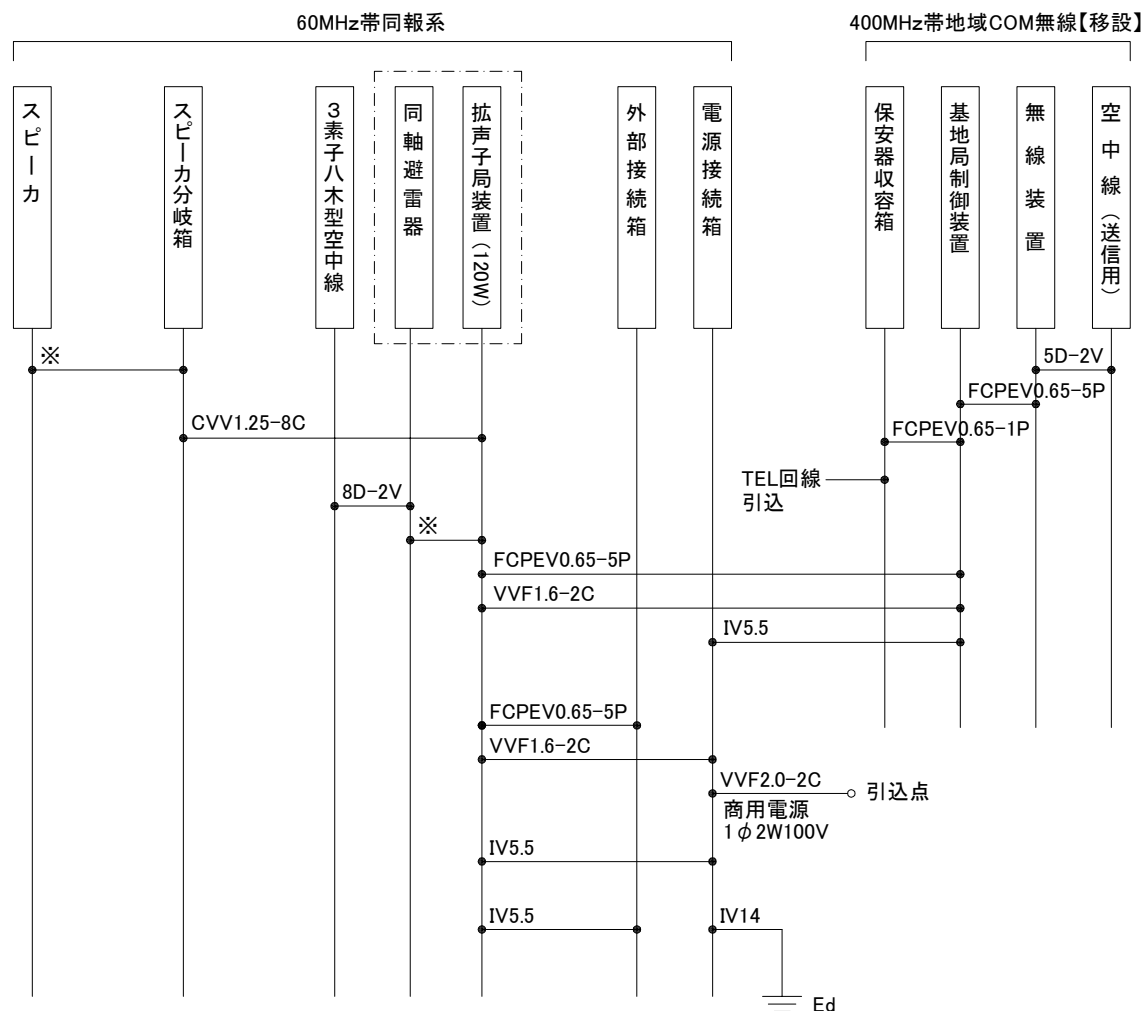 60MHz帯同報系
400MHz帯地域COM無線【移設】
スピーカ
スピーカ分岐箱
3素子八木型空中線
同軸避雷器
拡声子局装置(120W)
外部接続箱
電源接続箱
保安器収容箱
基地局制御装置
無線装置
空中線(送信用)
※
5D-2V
FCPEV0.65-5P
CVV1.25-8C
FCPEV0.65-1P
TEL回線
引込
8D-2V
※
FCPEV0.65-5P
VVF1.6-2C
IV5.5
FCPEV0.65-5P
VVF1.6-2C
VVF2.0-2C
引込点
商用電源
1φ2W100V
IV5.5
IV5.5
IV14
Ed